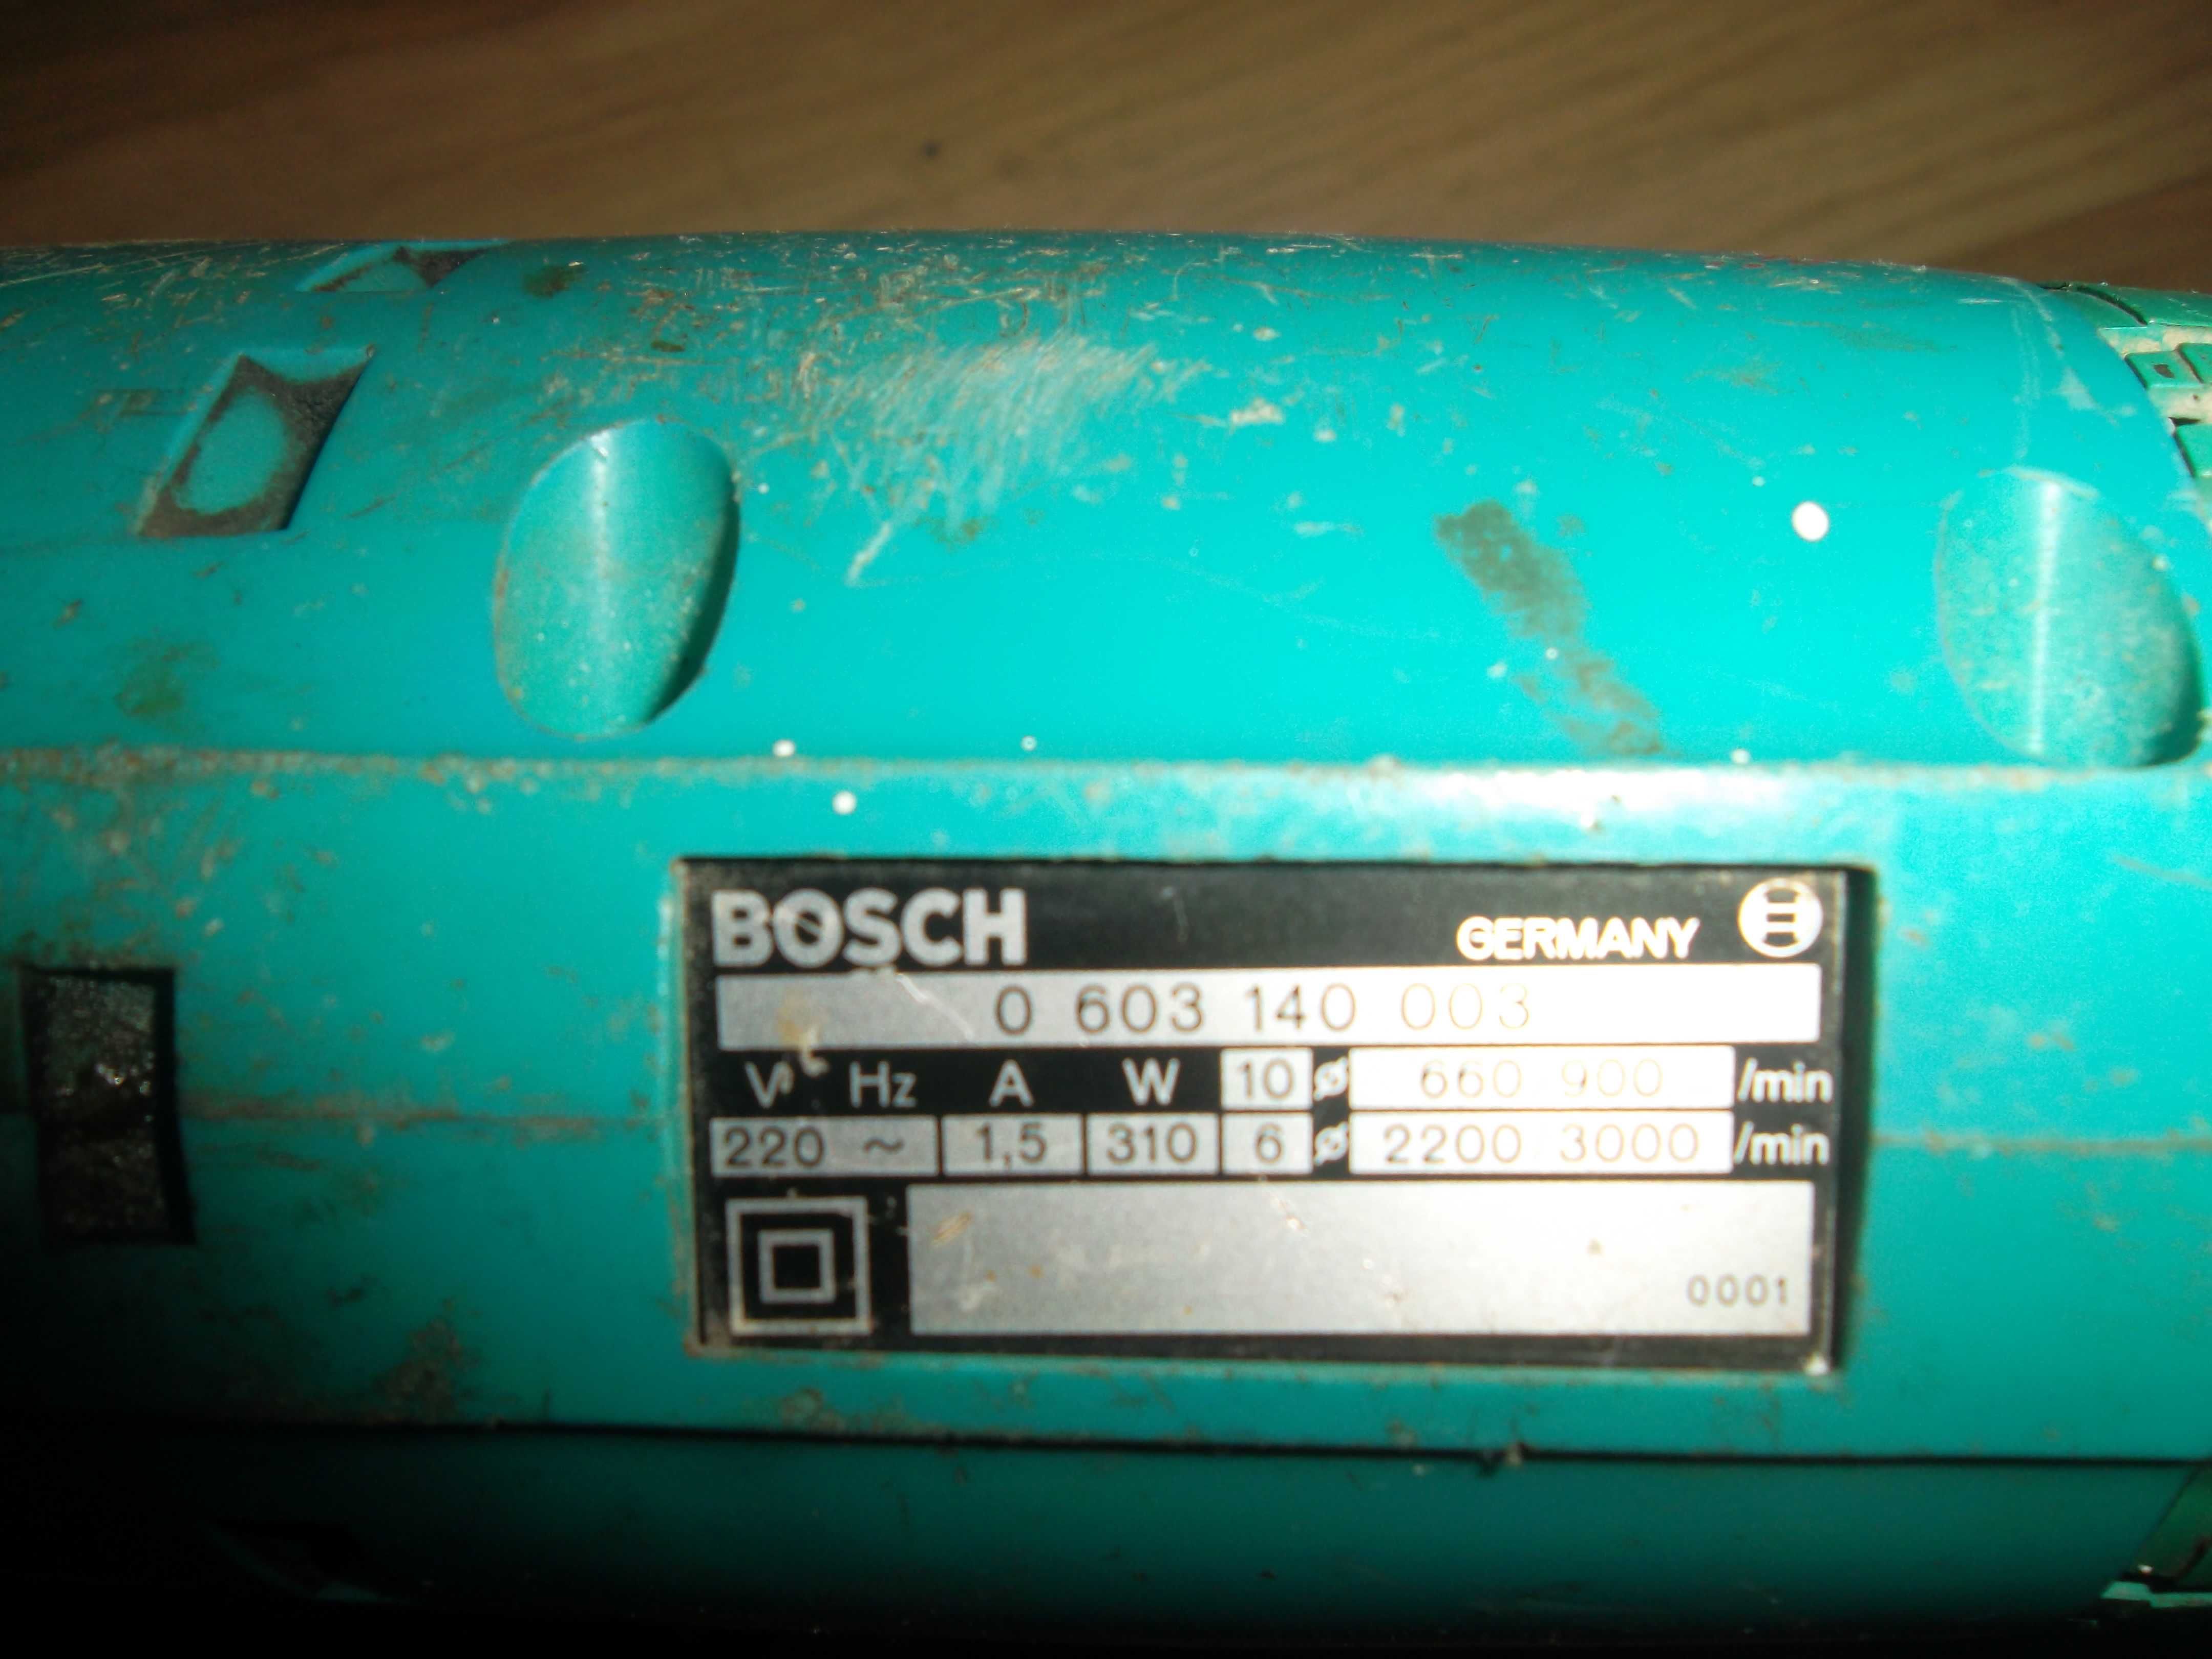 BOSCH GERMANY
0 603 140 003
V Hz A W 10 ø 660 900 /min
220 ~ 1,5 310 6 ø 2200 3000 /min
0001